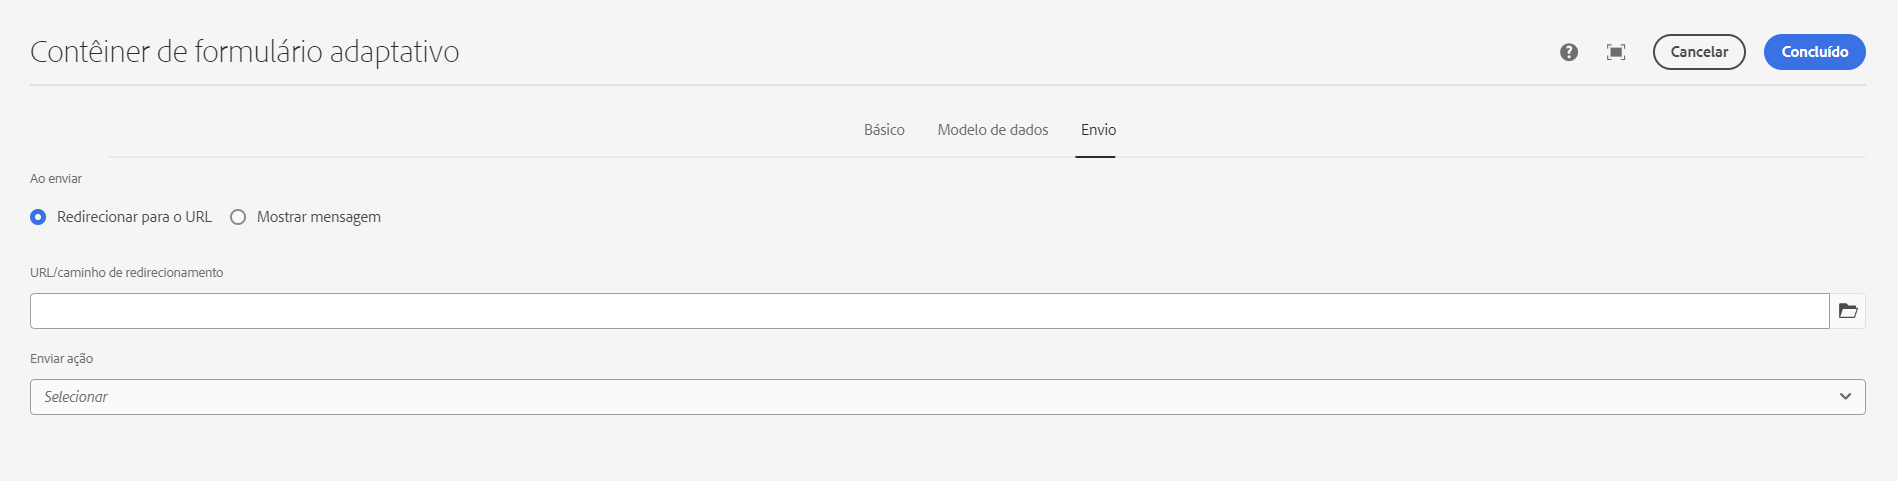 Contêiner de formulário adaptativo
Cancelar
Concluído
Básico
Modelo de dados
Envio
Ao enviar
Redirecionar para o URL
Mostrar mensagem
URL/caminho de redirecionamento
Enviar ação
Selecionar